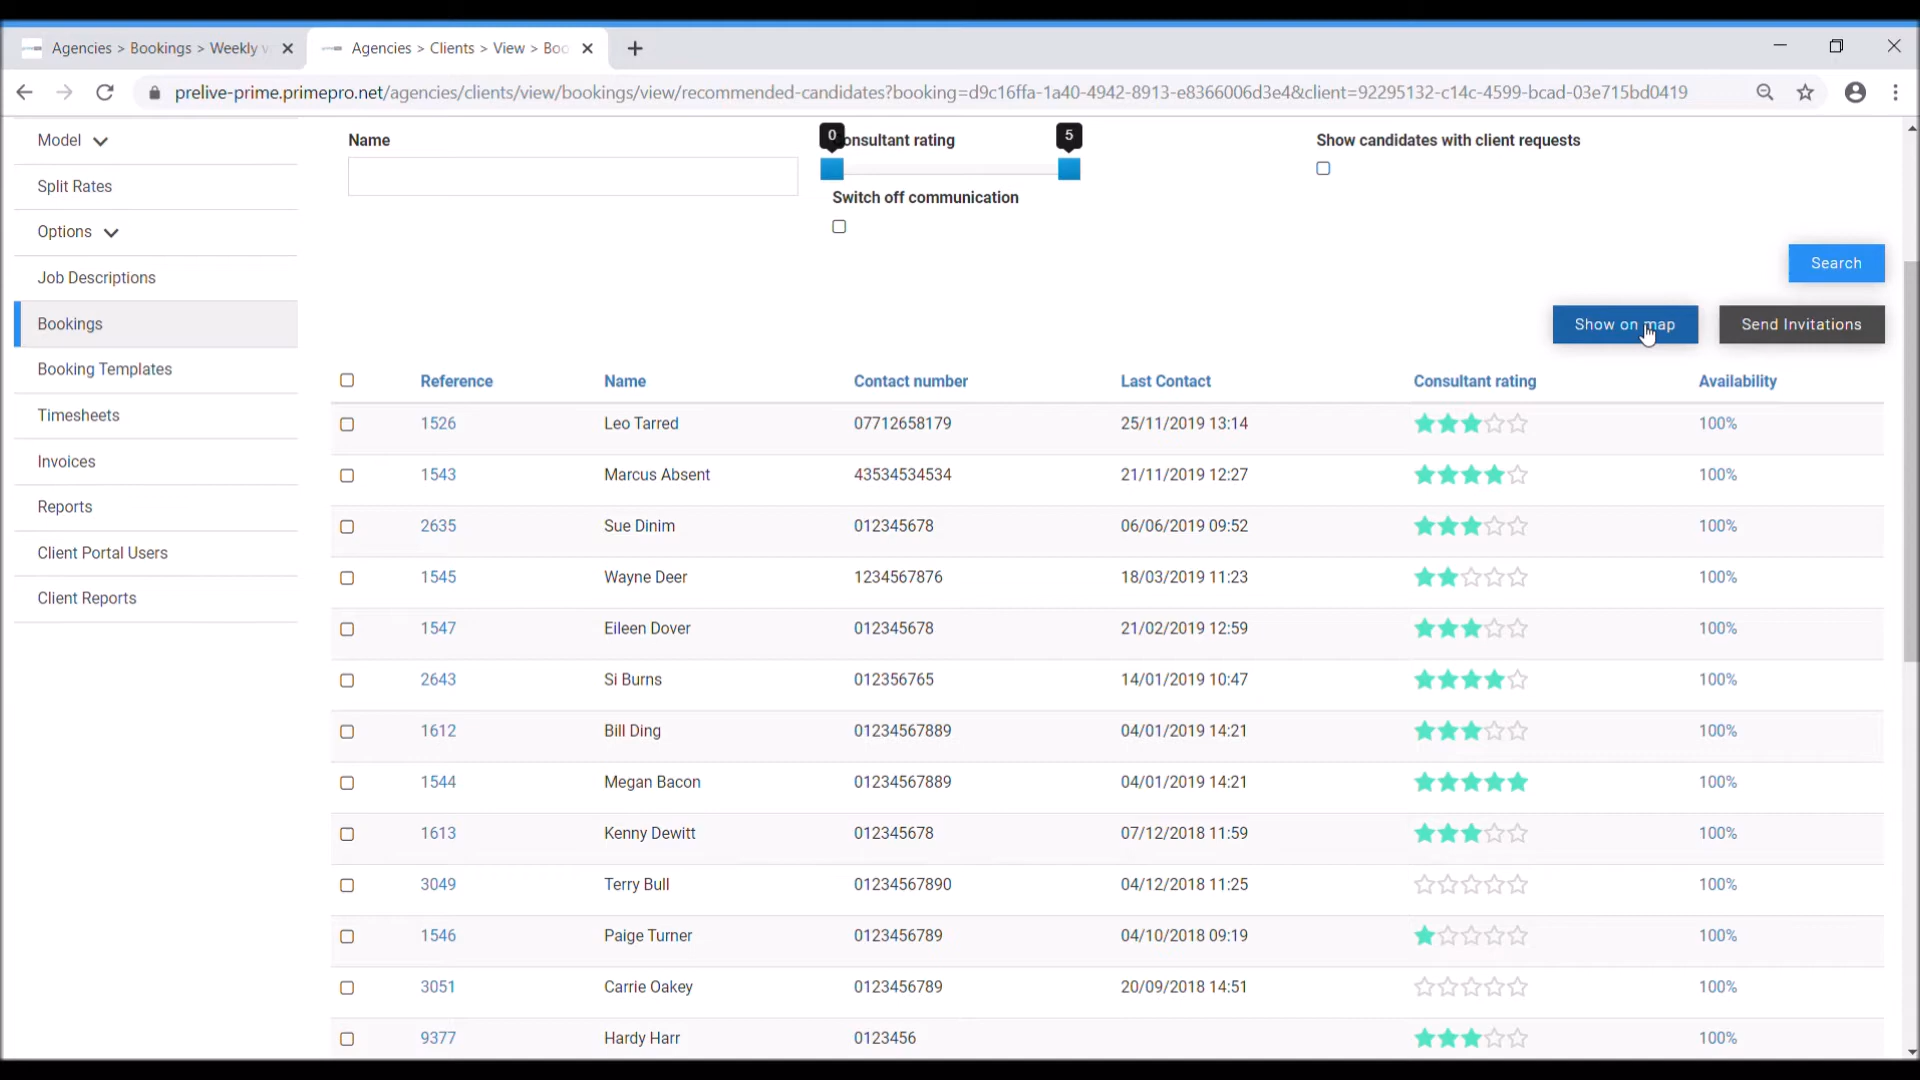 Agencies > Bookings > Weekly v
Agencies > Clients > View > Boo
prelive-prime.primepro.net/agencies/clients/view/bookings/view/recommended-candidates?booking=d9c16ffa-1a40-4942-8913-e8366006d3e4&client=92295132-c14c-4599-bcad-03e715bd0419
Model
Split Rates
Options
Job Descriptions
Bookings
Booking Templates
Timesheets
Invoices
Reports
Client Portal Users
Client Reports
Name
0 onsultant rating 5
Show candidates with client requests
Switch off communication
Search
Show on map Send Invitations
Reference Name Contact number Last Contact Consultant rating Availability
1526 Leo Tarred 07712658179 25/11/2019 13:14 100%
1543 Marcus Absent 43534534534 21/11/2019 12:27 100%
2635 Sue Dinim 012345678 06/06/2019 09:52 100%
1545 Wayne Deer 1234567876 18/03/2019 11:23 100%
1547 Eileen Dover 012345678 21/02/2019 12:59 100%
2643 Si Burns 012356765 14/01/2019 10:47 100%
1612 Bill Ding 01234567889 04/01/2019 14:21 100%
1544 Megan Bacon 01234567889 04/01/2019 14:21 100%
1613 Kenny Dewitt 012345678 07/12/2018 11:59 100%
3049 Terry Bull 01234567890 04/12/2018 11:25 100%
1546 Paige Turner 0123456789 04/10/2018 09:19 100%
3051 Carrie Oakey 0123456789 20/09/2018 14:51 100%
9377 Hardy Harr 0123456 100%